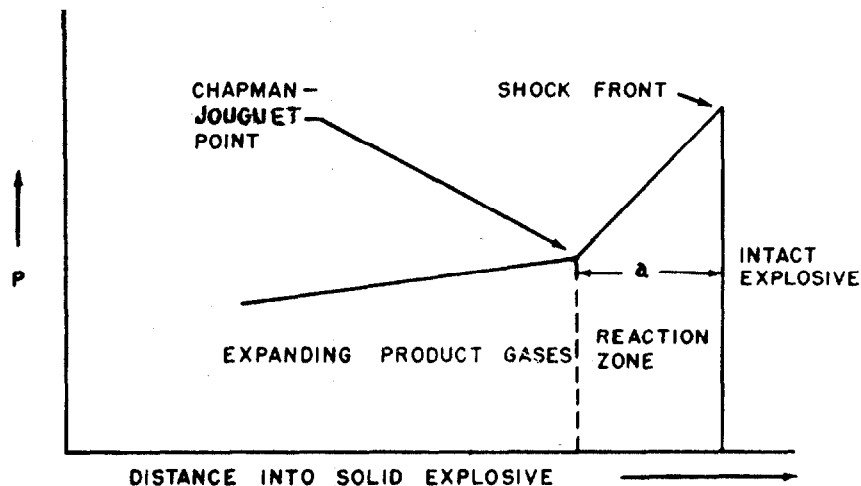 CHAPMAN-
JOUGUET
POINT
SHOCK FRONT
P
a
INTACT
EXPLOSIVE
EXPANDING PRODUCT GASES
REACTION
ZONE
DISTANCE INTO SOLID EXPLOSIVE